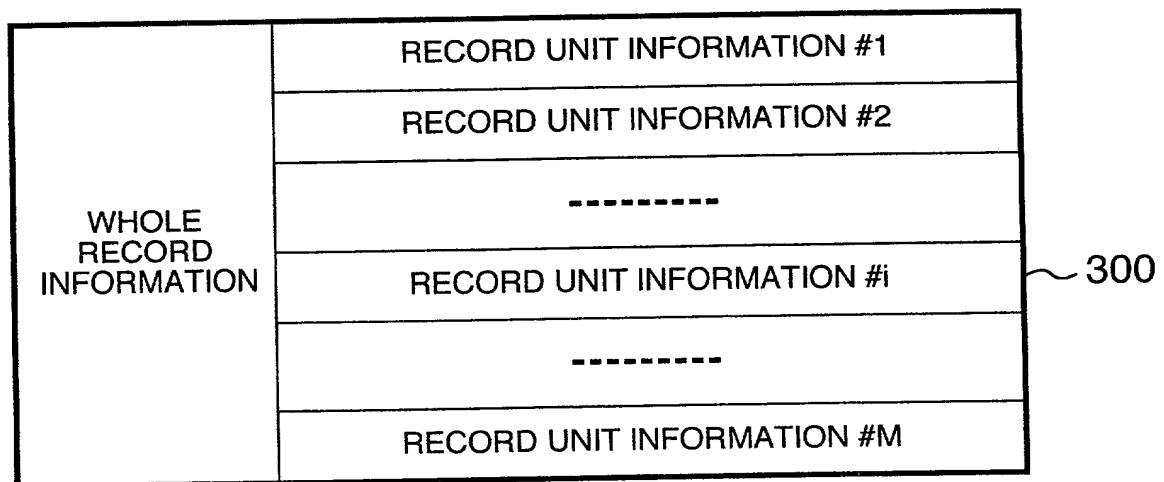 RECORD UNIT INFORMATION #1
RECORD UNIT INFORMATION #2
---------
WHOLE
RECORD
INFORMATION
RECORD UNIT INFORMATION #i
300
---------
RECORD UNIT INFORMATION #M